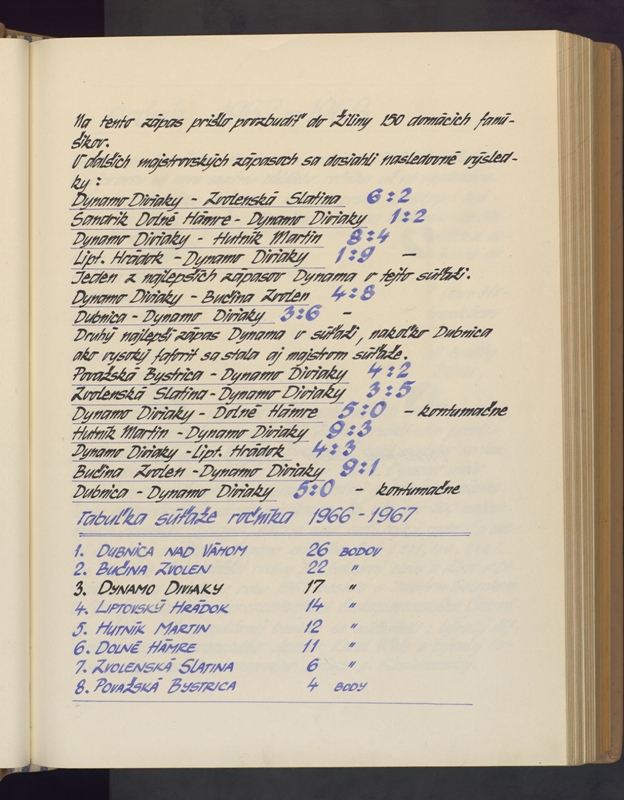 Na tento zápas prišlo povzbudiť do Žiliny 150 domácich fanú-
šikov.
V ďalších majstrovských zápasoch sa dosiahli nasledovné výsled-
ky:
Dynamo Diviaky - Zvolenská Slatina 6:2
Sandrik Dolné Hámre - Dynamo Diviaky 1:2
Dynamo Diviaky - Hutník Martin 8:4
Lipt. Hrádok - Dynamo Diviaky 1:9 —
Jeden z najlepších zápasov Dynama v tejto súťaži.
Dynamo Diviaky - Bučina Zvolen 4:8
Dubnica - Dynamo Diviaky 3:6 –
Druhý najlepší zápas Dynama v súťaži, nakoľko Dubnica
ako vysoký faforit sa stala aj majstrom súťaže.
Považská Bystrica - Dynamo Diviaky 4:2
Zvolenská Slatina - Dynamo Diviaky 3:5
Dynamo Diviaky - Dolné Hámre 5:0 - kontumačne
Hutník Martin - Dynamo Diviaky 9:3
Dynamo Diviaky - Lipt. Hrádok 4:3
Bučina Zvolen - Dynamo Diviaky 9:1
Dubnica - Dynamo Diviaky 5:0 - kontumačne
Tabuľka súťaže ročníka 1966-1967
1. DUBNICA NAD VÁHOM 26 BODOV
2. BUČINA ZVOLEN 22 "
3. DYNAMO DIVIAKY 17 "
4. LIPTOVSKÝ HRÁDOK 14 "
5. HUTNÍK MARTIN 12 "
6. DOLNÉ HÁMRE 11 "
7. ZVOLENSKÁ SLATINA 6 "
8. POVAŽSKÁ BYSTRICA 4 BODY